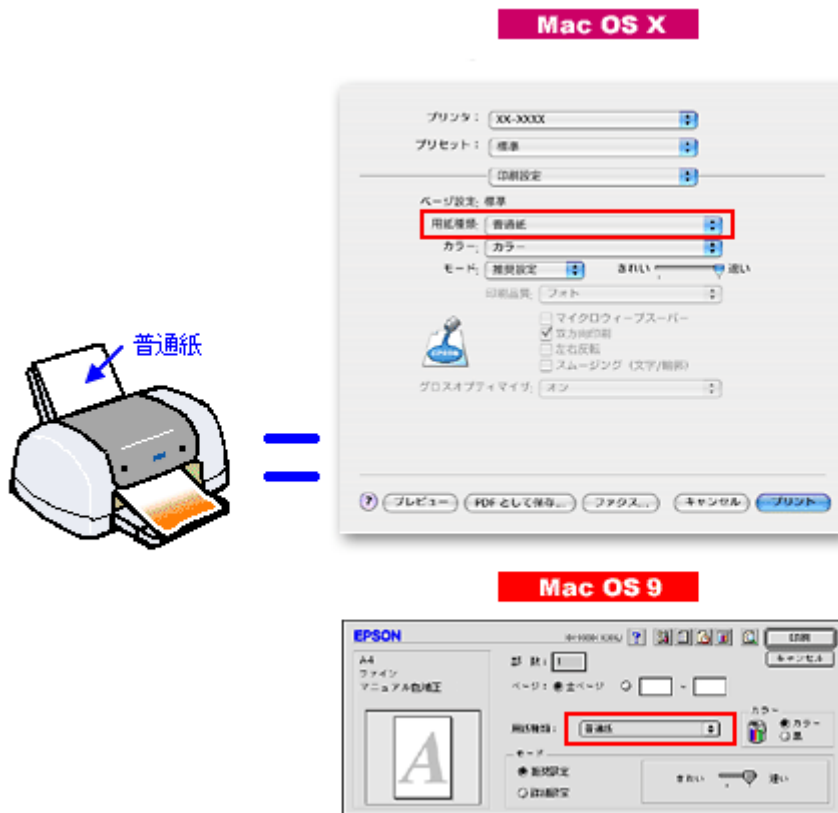 Mac OS X
プリンタ： XX-XXXX
プリセット： 標準
印刷設定
ページ設定: 標準
用紙種類: 普通紙
カラー: カラー
モード: 推奨設定 きれい 速い
印刷品質: フォト
マイクロウィーブスーパー
双方向印刷
左右反転
スムージング（文字/輪郭）
グロスオプティマイザ: オン
? プレビュー PDF として保存... ファクス... キャンセル プリント
普通紙
EPSON
Mac OS 9
EPSON ? 印刷
A4 部数: 1 キャンセル
ファイン
マニュアル色補正 ページ: 全ページ -
カラー
用紙種類: 普通紙 カラー
黒
A
モード
推奨設定 きれい 速い
詳細設定